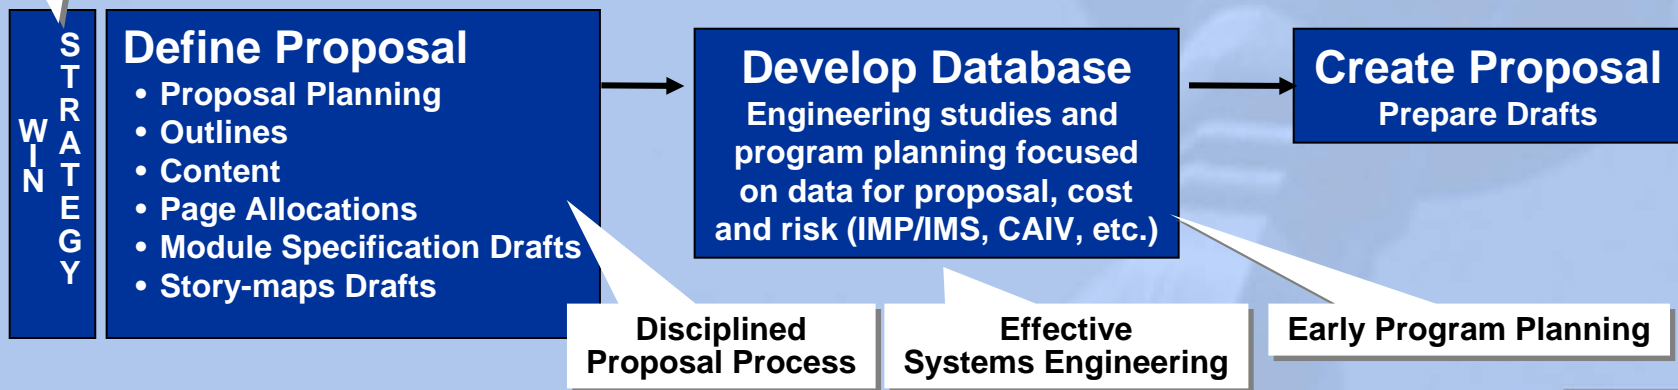 WIN
STRATEGY
Define Proposal
• Proposal Planning
• Outlines
• Content
• Page Allocations
• Module Specification Drafts
• Story-maps Drafts
Develop Database
Engineering studies and
program planning focused
on data for proposal, cost
and risk (IMP/IMS, CAIV, etc.)
Create Proposal
Prepare Drafts
Disciplined
Proposal Process
Effective
Systems Engineering
Early Program Planning